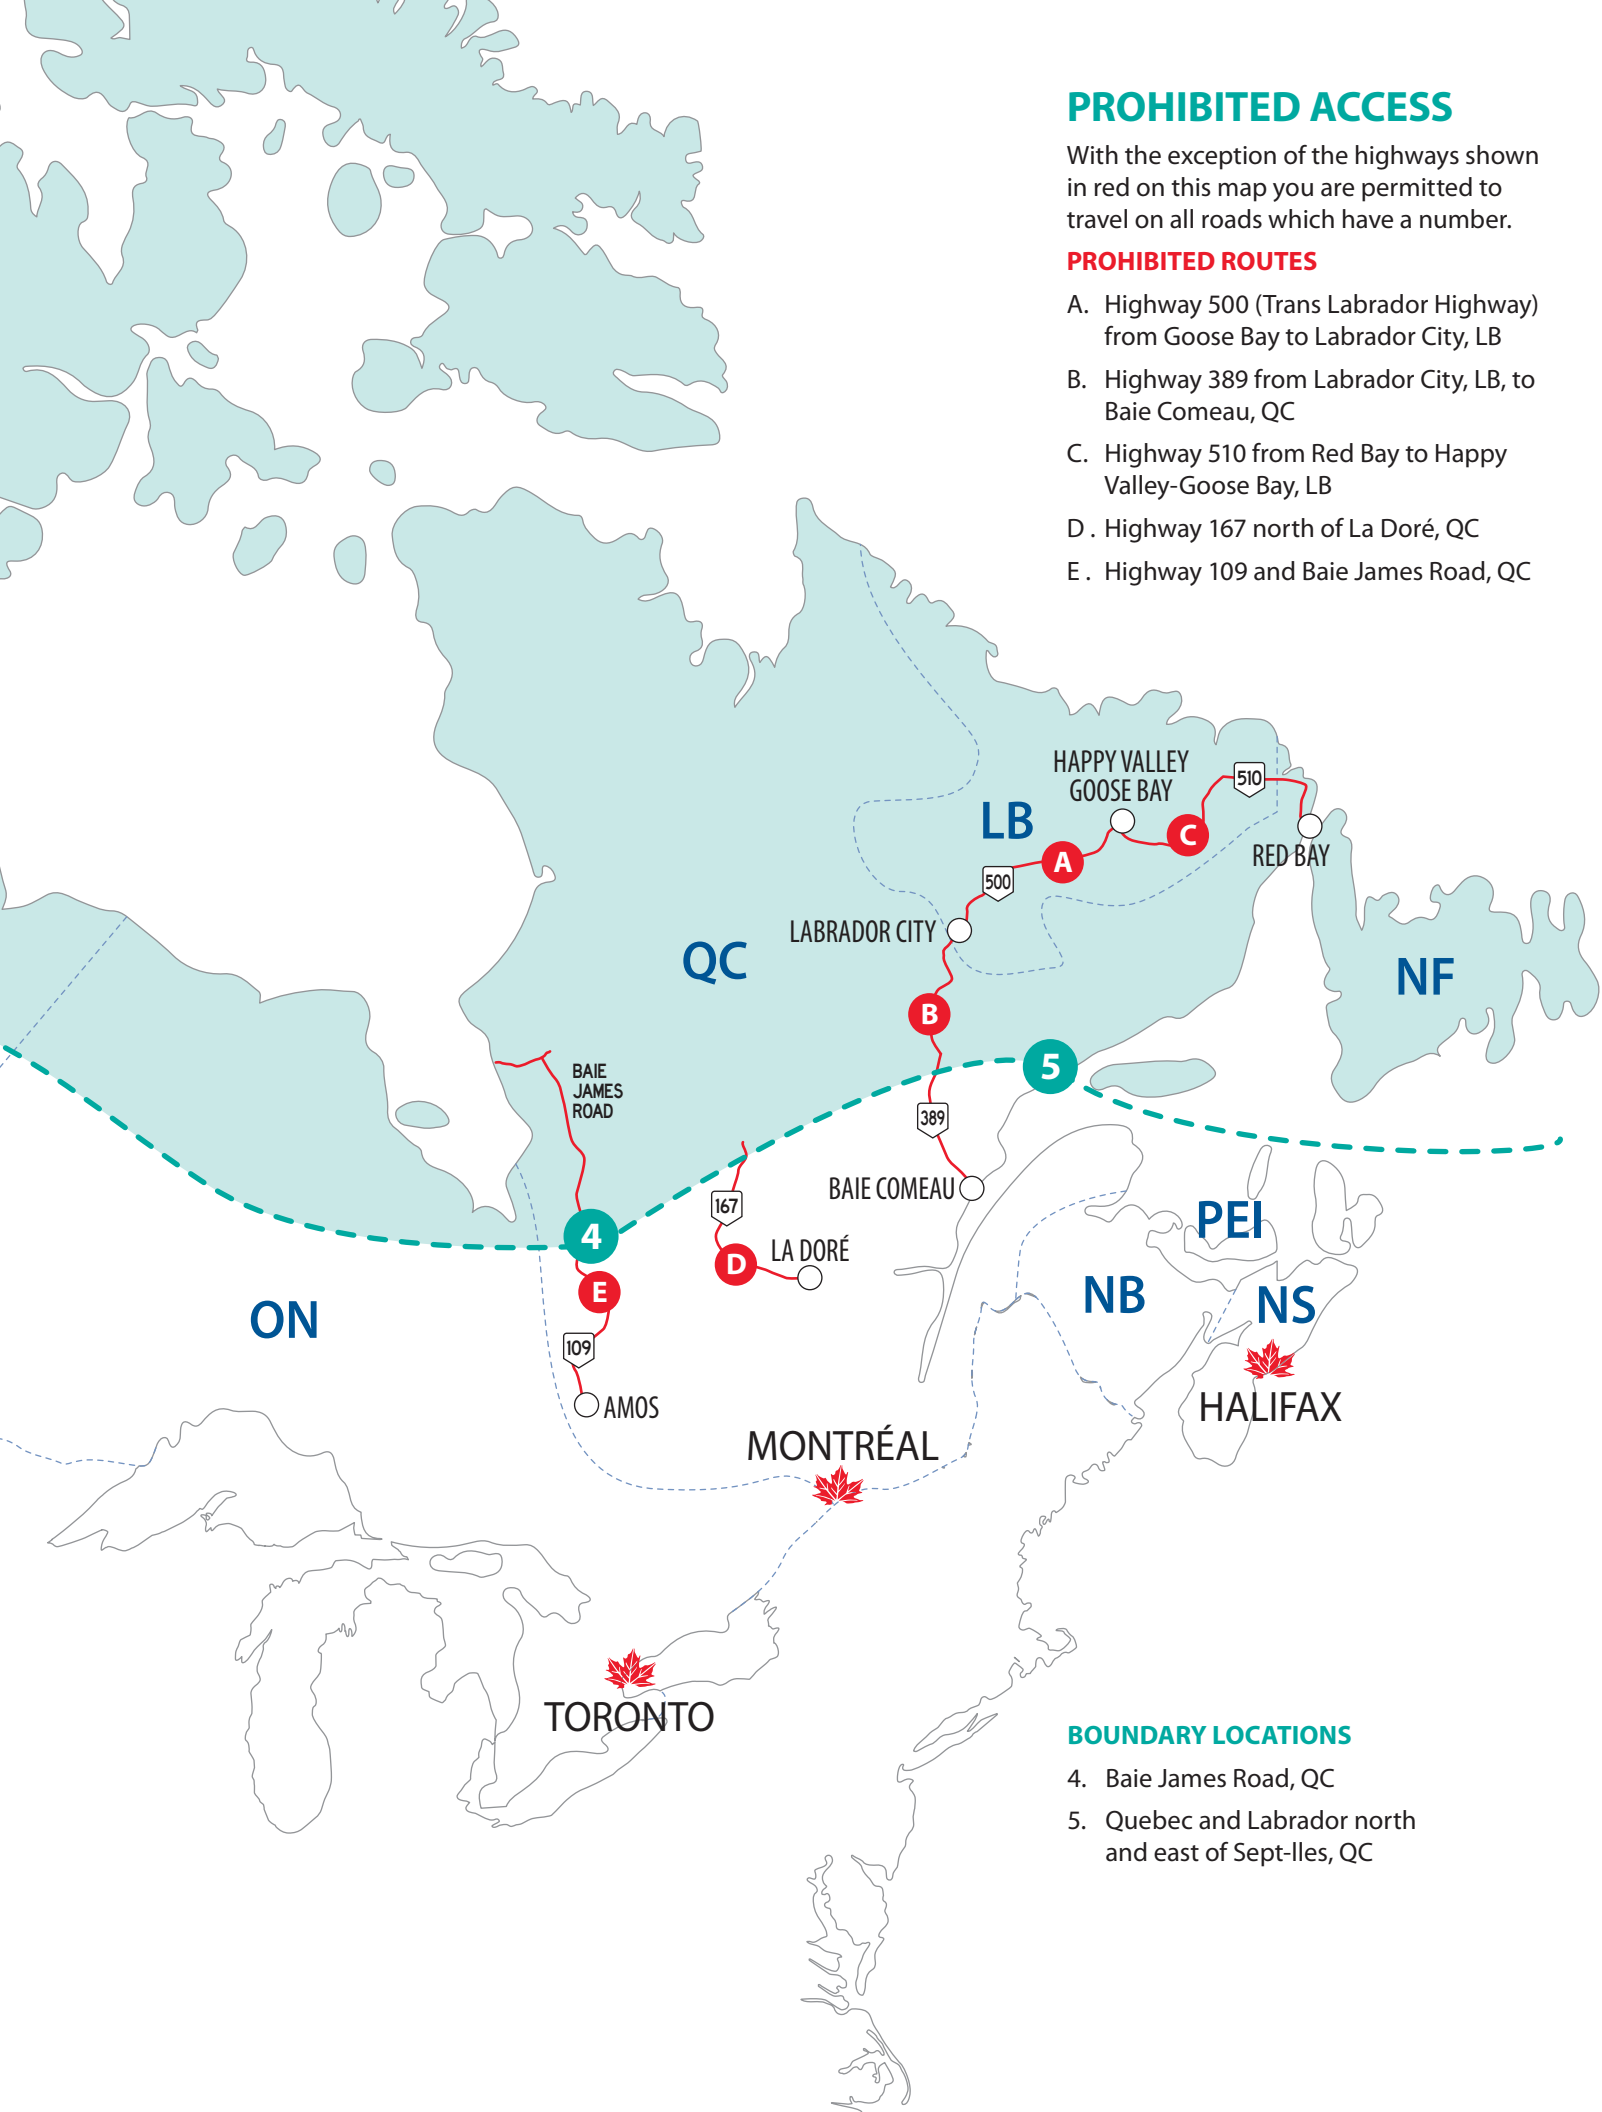 PROHIBITED ACCESS
With the exception of the highways shown
in red on this map you are permitted to
travel on all roads which have a number.
PROHIBITED ROUTES
A. Highway 500 (Trans Labrador Highway)
from Goose Bay to Labrador City, LB
B. Highway 389 from Labrador City, LB, to
Baie Comeau, QC
C. Highway 510 from Red Bay to Happy
Valley-Goose Bay, LB
D . Highway 167 north of La Doré, QC
E . Highway 109 and Baie James Road, QC
HAPPY VALLEY
GOOSE BAY
510
LB
C
RED BAY
A
500
LABRADOR CITY
QC
NF
B
5
BAIE
JAMES
ROAD
389
BAIE COMEAU
167
PEI
4
LA DORÉ
D
E
NB
NS
ON
109
AMOS
HALIFAX
MONTRÉAL
TORONTO
BOUNDARY LOCATIONS
4. Baie James Road, QC
5. Quebec and Labrador north
and east of Sept-Iles, QC